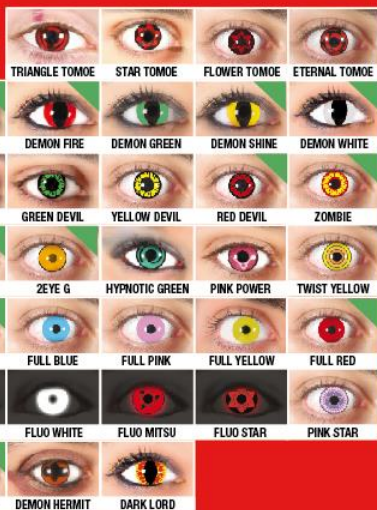 TRIANGLE TOMOE STAR TOMOE FLOWER TOMOE ETERNAL TOMOE
DEMON FIRE DEMON GREEN DEMON SHINE DEMON WHITE
GREEN DEVIL YELLOW DEVIL RED DEVIL ZOMBIE
2EYE G HYPNOTIC GREEN PINK POWER TWIST YELLOW
FULL BLUE FULL PINK FULL YELLOW FULL RED
FLUO WHITE FLUO MITSU FLUO STAR PINK STAR
DEMON HERMIT DARK LORD